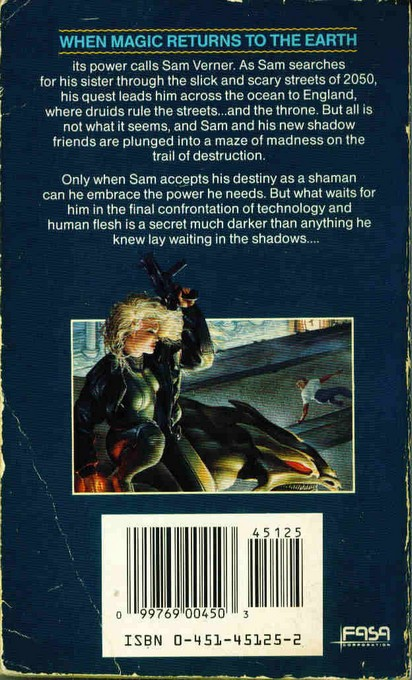 WHEN MAGIC RETURNS TO THE EARTH
its power calls Sam Verner. As Sam searches
for his sister through the slick and scary streets of 2050,
his quest leads him across the ocean to England,
where druids rule the streets...and the throne. But all is
not what it seems, and Sam and his new shadow
friends are plunged into a maze of madness on the
trail of destruction.
Only when Sam accepts his destiny as a shaman
can he embrace the power he needs. But what waits for
him in the final confrontation of technology and
human flesh is a secret much darker than anything he
knew lay waiting in the shadows....
45125
0 99769 00450 3
ISBN 0-451-45125-2
FASA
CORPORATION